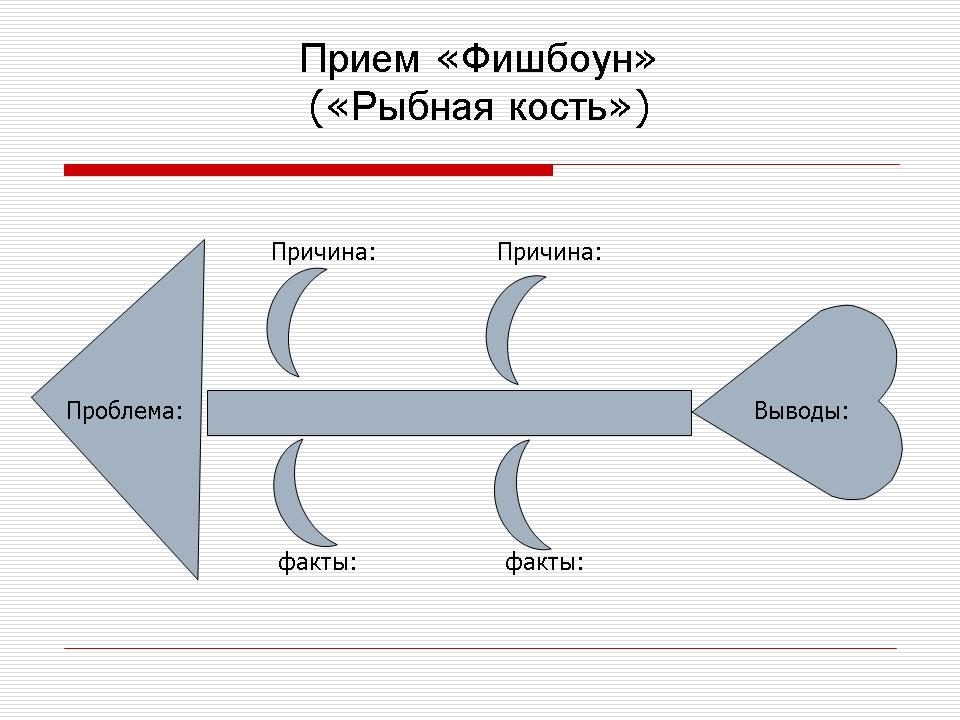 Прием «Фишбоун»
(«Рыбная кость»)
Причина:
Причина:
Проблема:
Выводы:
факты:
факты: